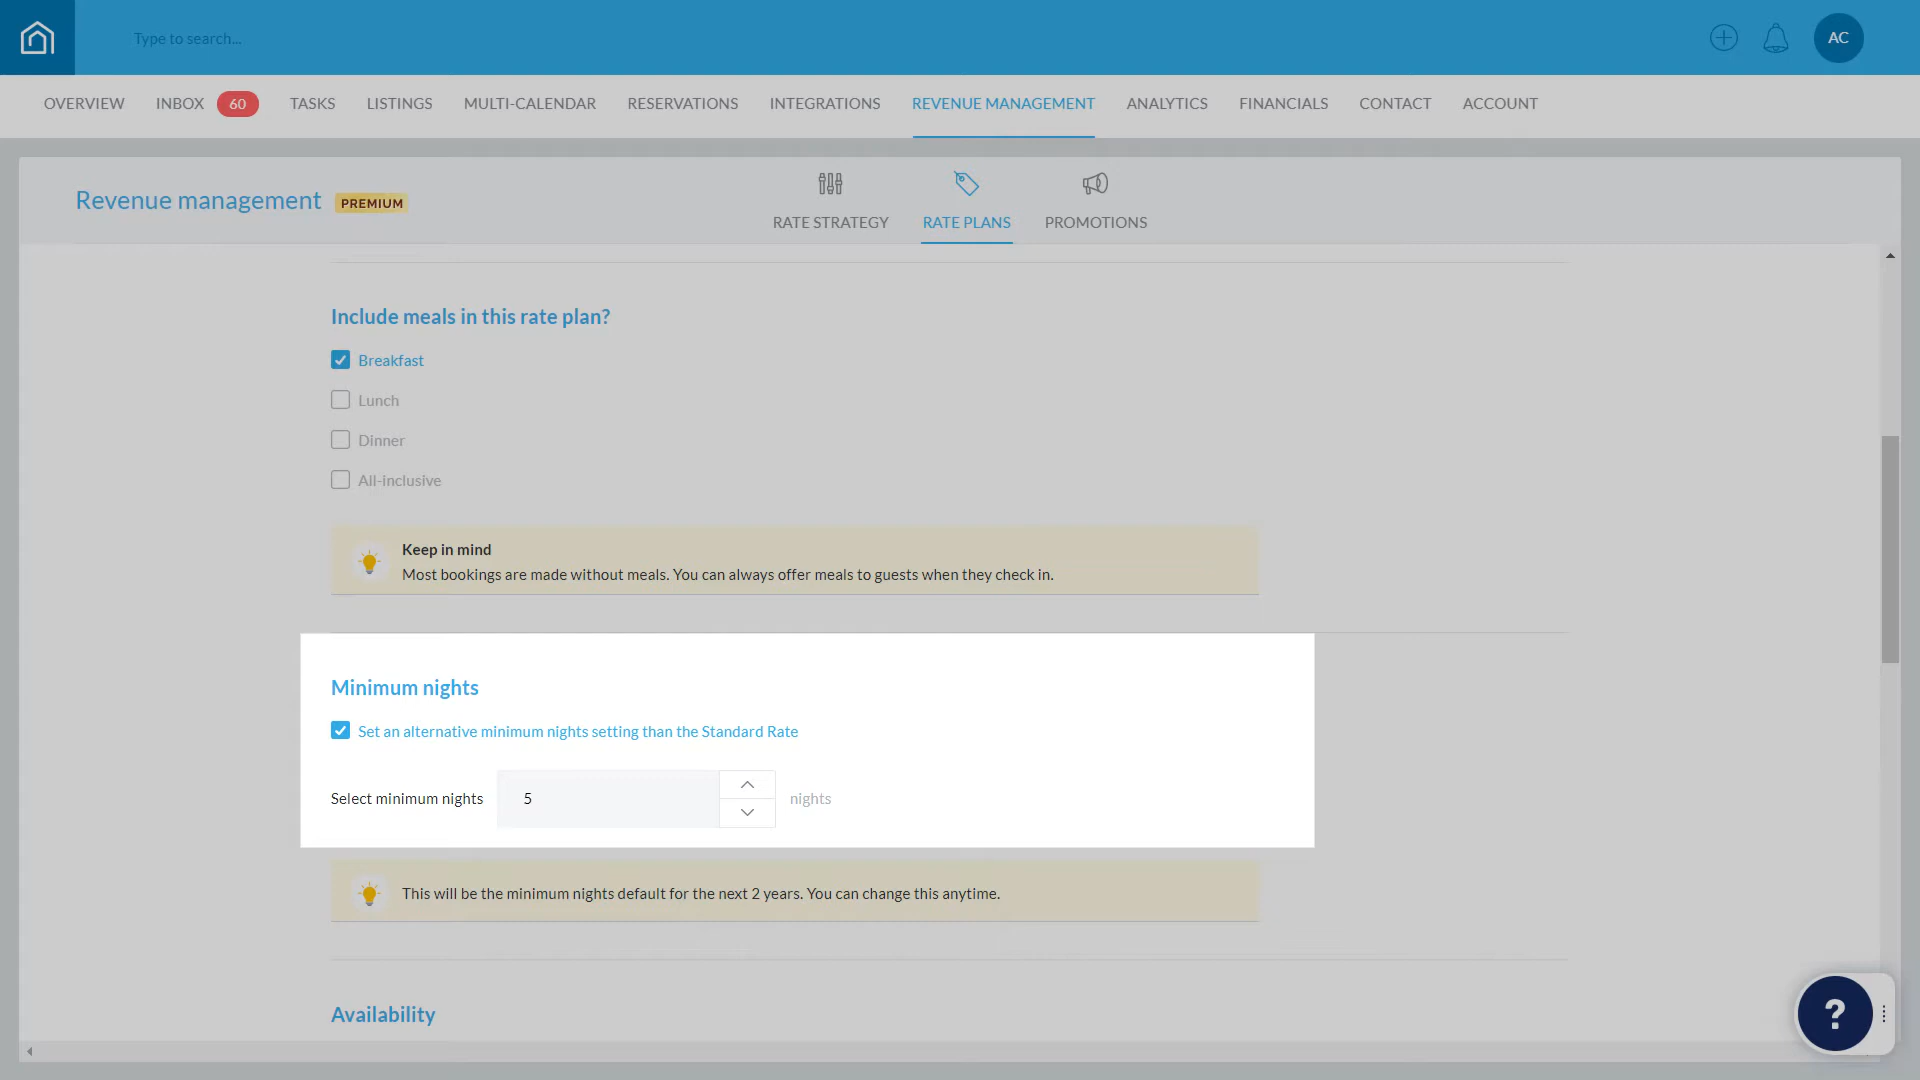 Type to search...
AC
OVERVIEW INBOX 60 TASKS LISTINGS MULTI-CALENDAR RESERVATIONS INTEGRATIONS REVENUE MANAGEMENT ANALYTICS FINANCIALS CONTACT ACCOUNT
Revenue management PREMIUM
RATE STRATEGY RATE PLANS PROMOTIONS
Include meals in this rate plan?
Breakfast
Lunch
Dinner
All-inclusive
Keep in mind
Most bookings are made without meals. You can always offer meals to guests when they check in.
Minimum nights
Set an alternative minimum nights setting than the Standard Rate
Select minimum nights 5 nights
This will be the minimum nights default for the next 2 years. You can change this anytime.
Availability
?